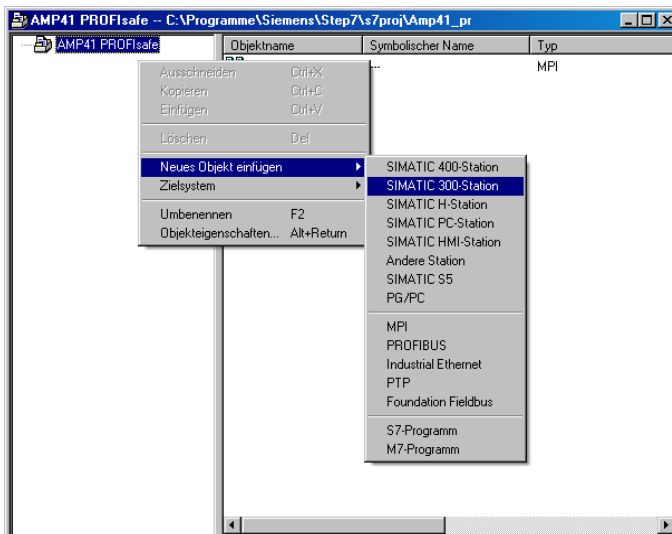 AMP41 PROFIsafe -- C:\Programme\Siemens\Step7\s7proj\Amp41_pr
AMP41 PROFIsafe
Objektname Symbolischer Name Typ
--- MPI
Ausschneiden Ctrl+X
Kopieren Ctrl+C
Einfügen Ctrl+V
Löschen Del
Neues Objekt einfügen
Zielsystem
Umbenennen F2
Objekteigenschaften... Alt+Return
SIMATIC 400-Station
SIMATIC 300-Station
SIMATIC H-Station
SIMATIC PC-Station
SIMATIC HMI-Station
Andere Station
SIMATIC S5
PG/PC
MPI
PROFIBUS
Industrial Ethernet
PTP
Foundation Fieldbus
S7-Programm
M7-Programm